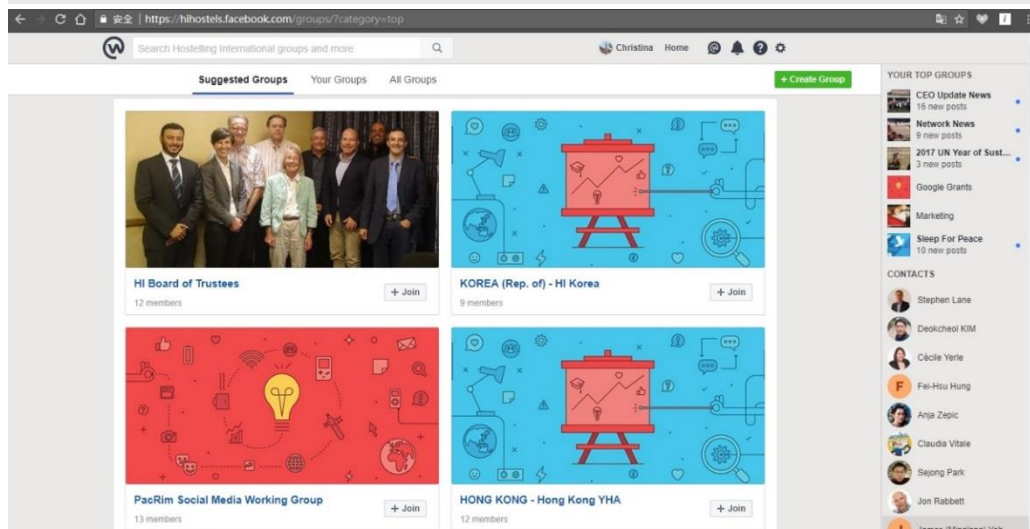 安全 | https://hihostels.facebook.com/groups/?category=top
Search Hostelling International groups and more
Christina Home
Suggested Groups Your Groups All Groups
+ Create Group
HI Board of Trustees
12 members
+ Join
KOREA (Rep. of) - HI Korea
9 members
+ Join
PacRim Social Media Working Group
13 members
+ Join
HONG KONG - Hong Kong YHA
12 members
+ Join
YOUR TOP GROUPS
CEO Update News
16 new posts
Network News
9 new posts
2017 UN Year of Sust...
3 new posts
Google Grants
Marketing
Sleep For Peace
10 new posts
CONTACTS
Stephen Lane
Deokcheol KIM
Cécile Yerle
F Fei-Hsu Hung
Anja Zepic
Claudia Vitale
Sejong Park
Jon Rabbett